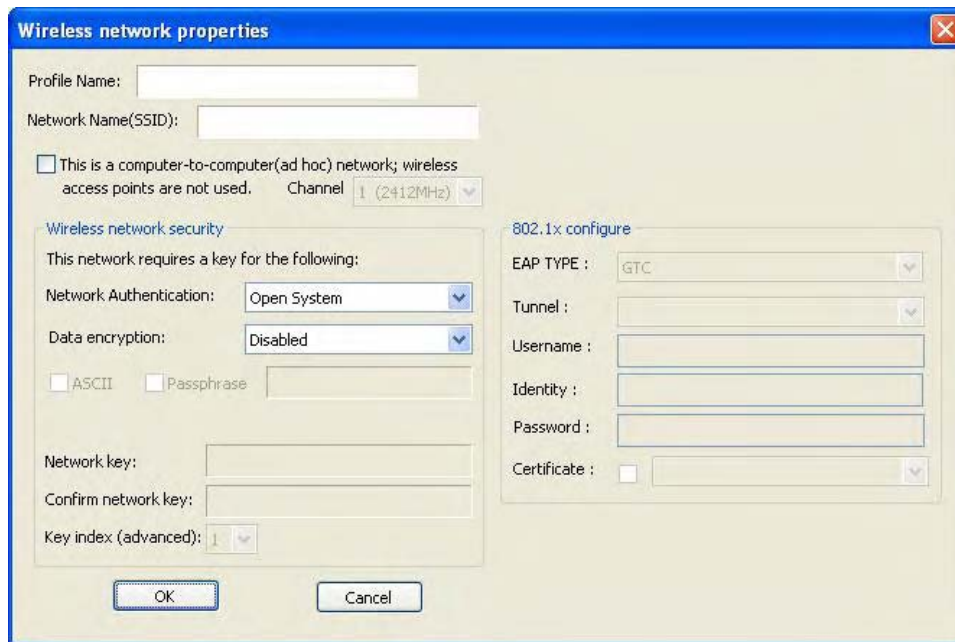 Wireless network properties
Profile Name:
Network Name(SSID):
This is a computer-to-computer(ad hoc) network; wireless
access points are not used. Channel 1 (2412MHz)
Wireless network security
This network requires a key for the following:
Network Authentication: Open System
Data encryption: Disabled
ASCII Passphrase
Network key:
Confirm network key:
Key index (advanced): 1
802.1x configure
EAP TYPE : GTC
Tunnel :
Username :
Identity :
Password :
Certificate :
OK Cancel